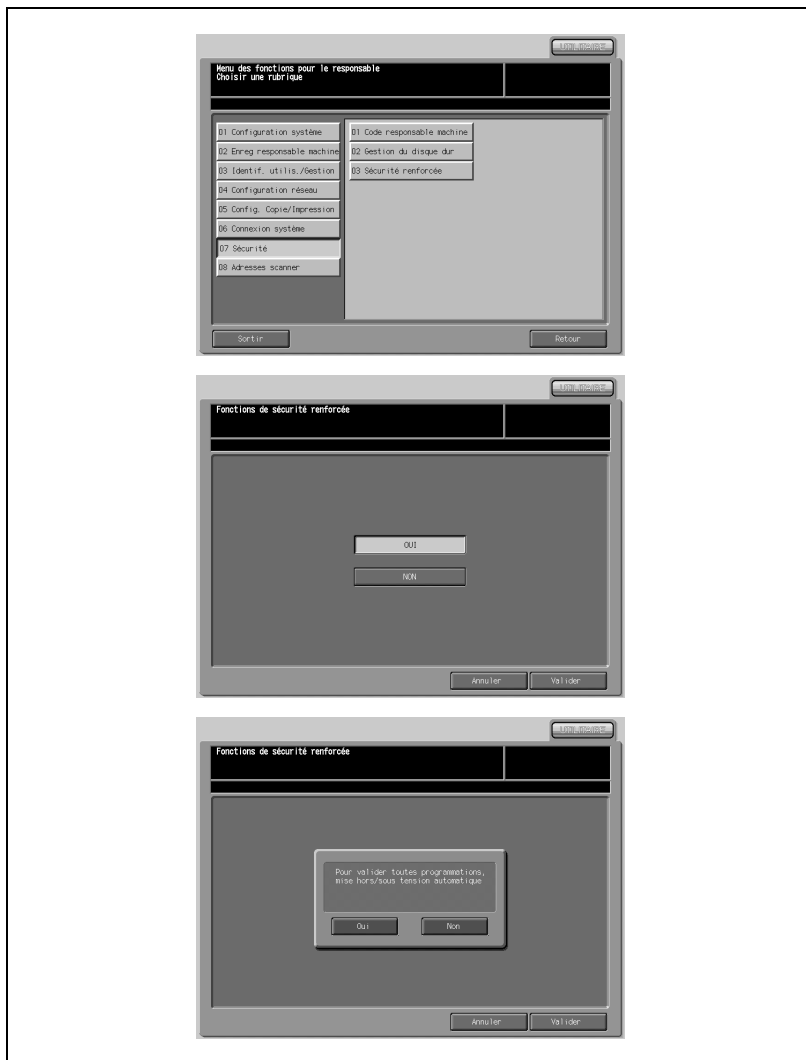 UTILITAIRE
Menu des fonctions pour le responsable
Choisir une rubrique
01 Configuration système
02 Enreg responsable machine
03 Identif. utilis./Gestion
04 Configuration réseau
05 Config. Copie/Impression
06 Connexion système
07 Sécurité
08 Adresses scanner
01 Code responsable machine
02 Gestion du disque dur
03 Sécurité renforcée
Sortir
Retour
UTILITAIRE
Fonctions de sécurité renforcée
OUI
NON
Annuler
Valider
UTILITAIRE
Fonctions de sécurité renforcée
Pour valider toutes programmations,
mise hors/sous tension automatique
Oui
Non
Annuler
Valider